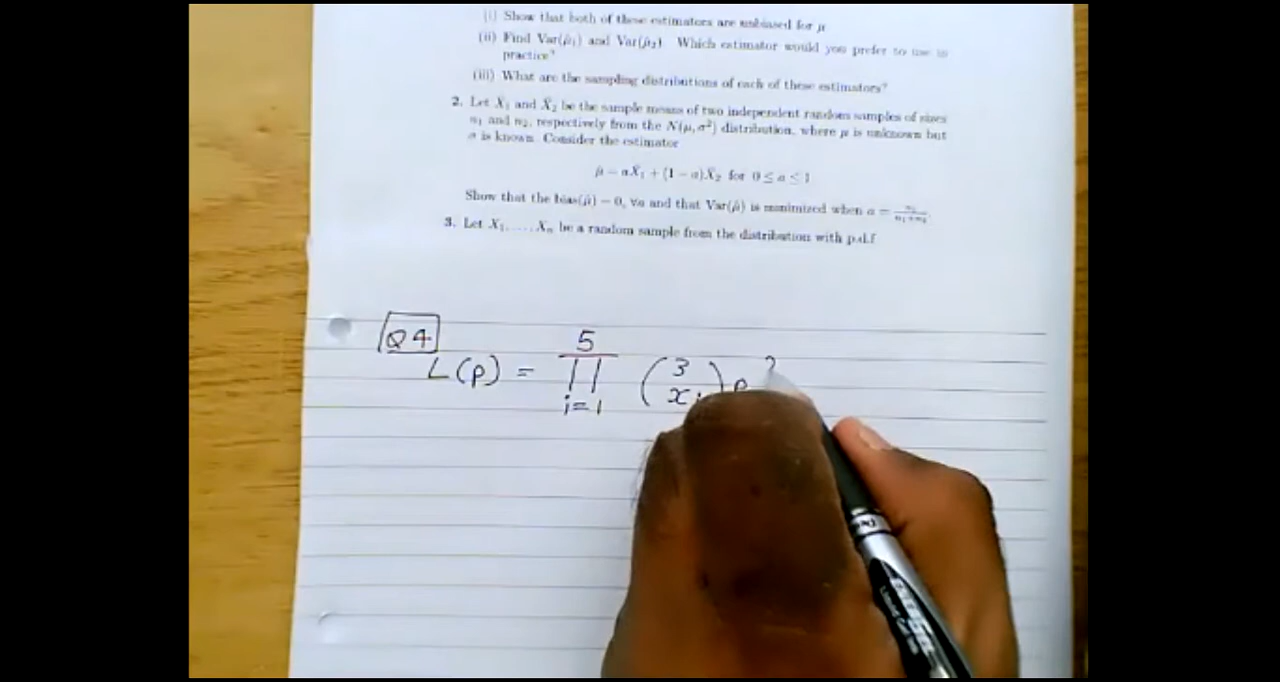 (i) Show that both of these estimators are unbiased for μ
(ii) Find Var(μ̂₁) and Var(μ̂₂). Which estimator would you prefer to use in
practice?
(iii) What are the sampling distributions of each of these estimators?
2. Let X̄₁ and X̄₂ be the sample means of two independent random samples of sizes
n₁ and n₂, respectively from the N(μ, σ²) distribution, where μ is unknown but
σ is known. Consider the estimator
μ̂ = aX̄₁ + (1 − a)X̄₂ for 0 ≤ a ≤ 1
Show that the bias(μ̂) = 0, ∀a and that Var(μ̂) is minimized when a = n₁/(n₁+n₂)
3. Let X₁, . . . , Xₙ be a random sample from the distribution with p.d.f
Q4
L(p) = ∏ᵢ₌₁⁵ (3 xᵢ) p